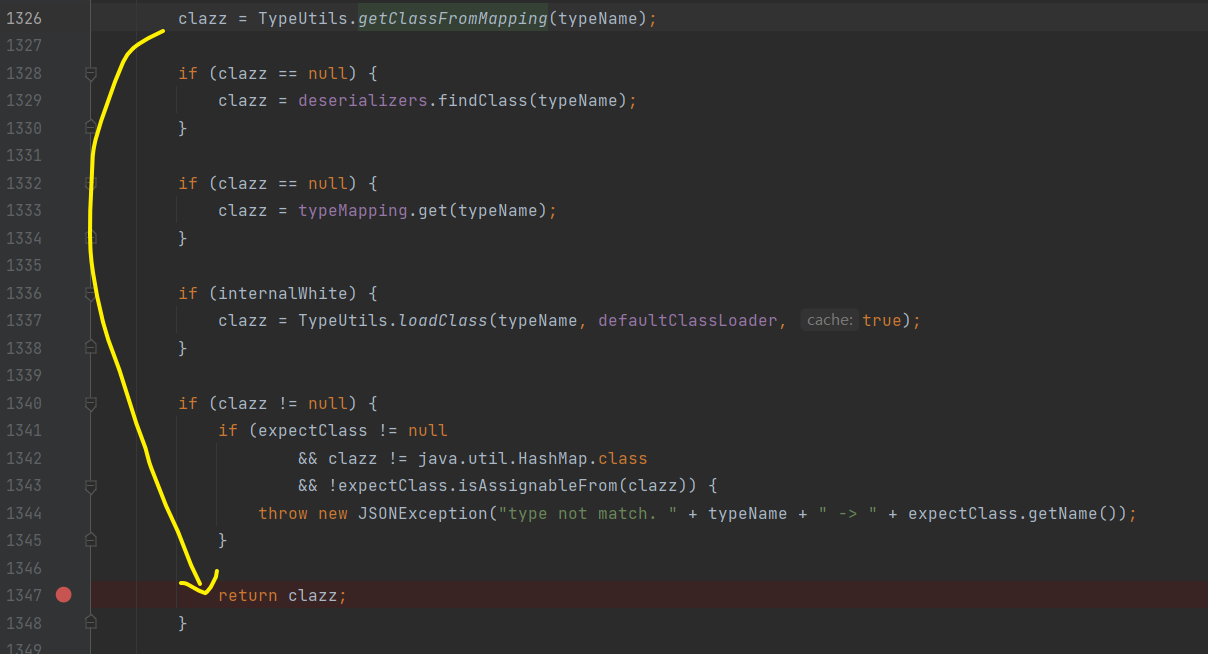 1326 clazz = TypeUtils.getClassFromMapping(typeName);
1327
1328 if (clazz == null) {
1329 clazz = deserializers.findClass(typeName);
1330 }
1331
1332 if (clazz == null) {
1333 clazz = typeMapping.get(typeName);
1334 }
1335
1336 if (internalWhite) {
1337 clazz = TypeUtils.loadClass(typeName, defaultClassLoader, cache: true);
1338 }
1339
1340 if (clazz != null) {
1341 if (expectClass != null
1342 && clazz != java.util.HashMap.class
1343 && !expectClass.isAssignableFrom(clazz)) {
1344 throw new JSONException("type not match. " + typeName + " -> " + expectClass.getName());
1345 }
1346
1347 return clazz;
1348 }
1349